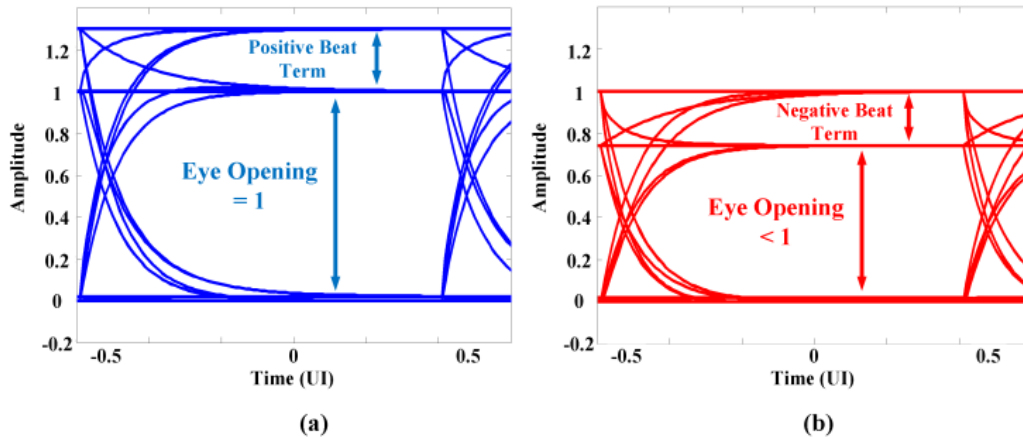 1.2
1
0.8
0.6
0.4
0.2
0
-0.2
Amplitude
Positive Beat
Term
Eye Opening
= 1
-0.5
0
0.5
Time (UI)
(a)
1.2
1
0.8
0.6
0.4
0.2
0
-0.2
Amplitude
Negative Beat
Term
Eye Opening
< 1
-0.5
0
0.5
Time (UI)
(b)